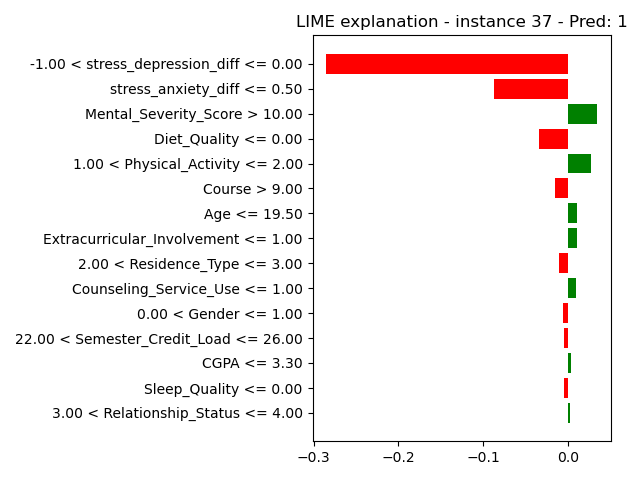 LIME explanation - instance 37 - Pred: 1
-1.00 < stress_depression_diff <= 0.00
stress_anxiety_diff <= 0.50
Mental_Severity_Score > 10.00
Diet_Quality <= 0.00
1.00 < Physical_Activity <= 2.00
Course > 9.00
Age <= 19.50
Extracurricular_Involvement <= 1.00
2.00 < Residence_Type <= 3.00
Counseling_Service_Use <= 1.00
0.00 < Gender <= 1.00
22.00 < Semester_Credit_Load <= 26.00
CGPA <= 3.30
Sleep_Quality <= 0.00
3.00 < Relationship_Status <= 4.00
−0.3 −0.2 −0.1 0.0